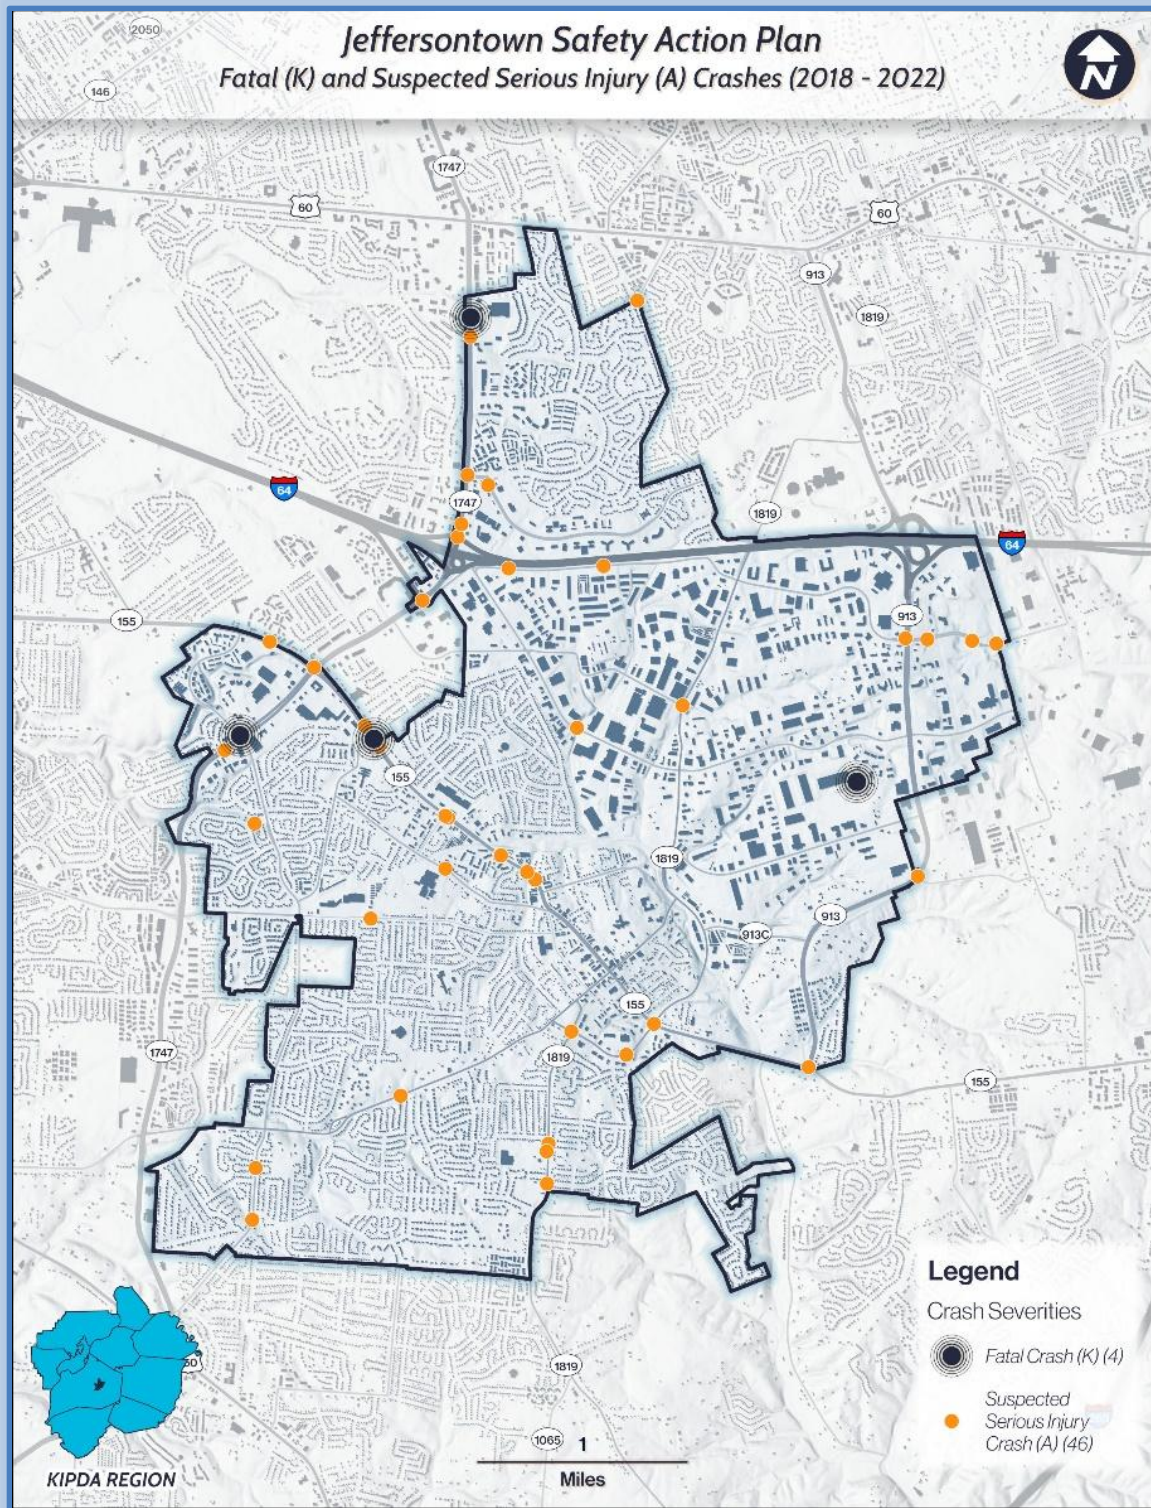 Jeffersontown Safety Action Plan
Fatal (K) and Suspected Serious Injury (A) Crashes (2018 - 2022)
N
2050
146
1747
60
60
913
1819
64
1747
1819
64
155
913
155
1819
913
913C
155
1819
1747
155
Legend
Crash Severities
Fatal Crash (K) (4)
Suspected
Serious Injury
Crash (A) (46)
1819
1065
1
Miles
KIPDA REGION